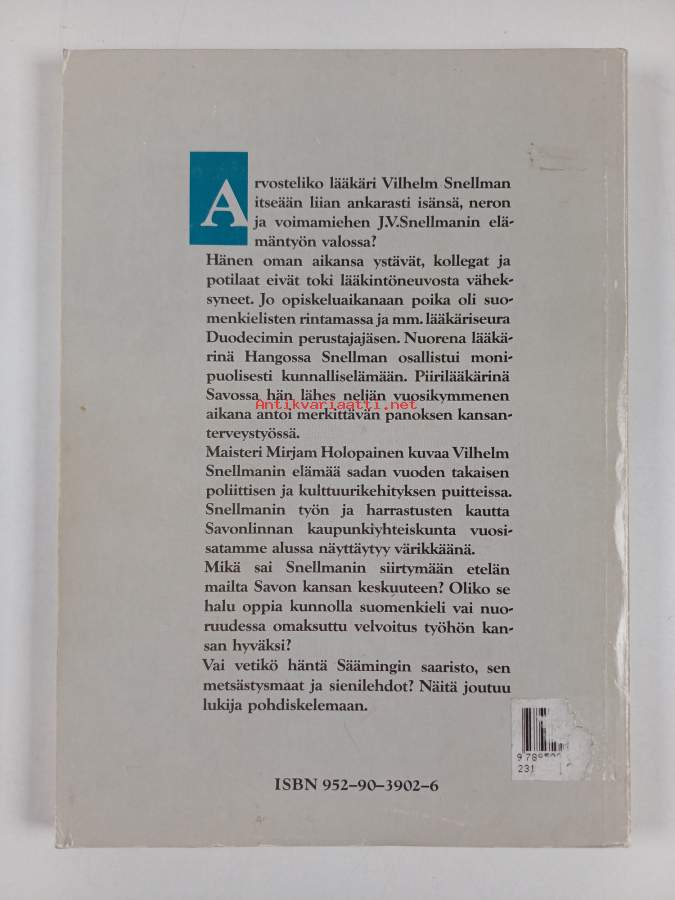 Arvosteliko lääkäri Vilhelm Snellman
itseään liian ankarasti isänsä, neron
ja voimamiehen J.V.Snellmanin elä-
mäntyön valossa?
Hänen oman aikansa ystävät, kollegat ja
potilaat eivät toki lääkintöneuvosta vähek-
syneet. Jo opiskeluaikanaan poika oli suo-
menkielisten rintamassa ja mm. lääkäriseura
Duodecimin perustajajäsen. Nuorena lääkä-
rinä Hangossa Snellman osallistui moni-
puolisesti kunnalliselämään. Piirilääkärinä
Savossa hän lähes neljän vuosikymmenen
Antikvariaatti.net
aikana antoi merkittävän panoksen kansan-
terveystyössä.
Maisteri Mirjam Holopainen kuvaa Vilhelm
Snellmanin elämää sadan vuoden takaisen
poliittisen ja kulttuurikehityksen puitteissa.
Snellmanin työn ja harrastusten kautta
Savonlinnan kaupunkiyhteiskunta vuosi-
satamme alussa näyttäytyy värikkäänä.
Mikä sai Snellmanin siirtymään etelän
mailta Savon kansan keskuuteen? Oliko se
halu oppia kunnolla suomenkieli vai nuo-
ruudessa omaksuttu velvoitus työhön kan-
san hyväksi?
Vai vetikö häntä Säämingin saaristo, sen
metsästysmaat ja sienilehdot? Näitä joutuu
lukija pohdiskelemaan.
9 789
231
ISBN 952-90-3902-6